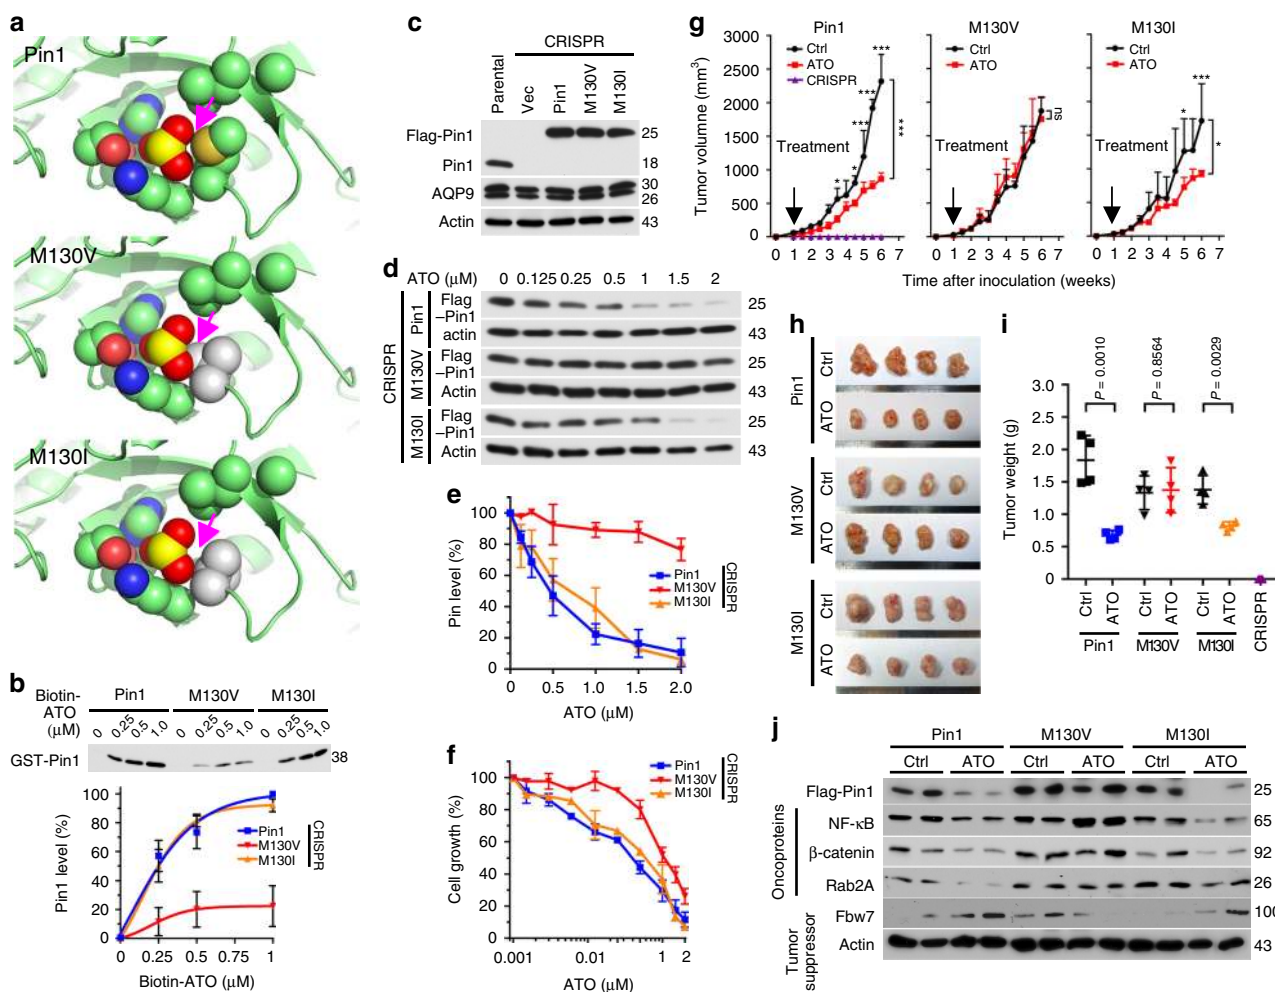 a
Pin1
M130V
M130I
b
Biotin-ATO (μM)
Pin1 M130V M130I
0 0.25 0.5 1.0 0 0.25 0.5 1.0 0 0.25 0.5 1.0
GST-Pin1 38
Pin1 level (%)
100
80
60
40
20
0
Pin1
M130V
M130I
CRISPR
0 0.25 0.5 0.75 1
Biotin-ATO (μM)
c
CRISPR
Parental Vec Pin1 M130V M130I
Flag-Pin1 25
Pin1 18
AQP9 30
26
Actin 43
d
ATO (μM) 0 0.125 0.25 0.5 1 1.5 2
CRISPR
Pin1
Flag
–Pin1 25
actin 43
M130V
Flag
–Pin1 25
Actin 43
M130I
Flag
–Pin1 25
Actin 43
e
Pin level (%)
100
80
60
40
20
0
Pin1
M130V
M130I
CRISPR
0 0.5 1.0 1.5 2.0
ATO (μM)
f
Cell growth (%)
100
80
60
40
20
0
Pin1
M130V
M130I
CRISPR
0.001 0.01 1 2
ATO (μM)
g
Pin1 M130V M130I
Tumor volumne (mm³)
3000
2500
2000
1500
1000
500
0
Ctrl
ATO
CRISPR
Treatment
* *** * *** *** ***
Ctrl
ATO
Treatment
ns
Ctrl
ATO
Treatment
* *** *
0 1 2 3 4 5 6 7 0 1 2 3 4 5 6 7 0 1 2 3 4 5 6 7
Time after inoculation (weeks)
h
Pin1
Ctrl
ATO
M130V
Ctrl
ATO
M130I
Ctrl
ATO
i
P = 0.0010 P = 0.8564 P = 0.0029
Tumor weight (g)
3.0
2.5
2.0
1.5
1.0
0.5
0
Ctrl ATO Ctrl ATO Ctrl ATO CRISPR
Pin1 M130V M130I
j
Pin1 M130V M130I
Ctrl ATO Ctrl ATO Ctrl ATO
Flag-Pin1 25
Oncoproteins
NF-κB 65
β-catenin 92
Rab2A 26
Tumor suppressor
Fbw7 100
Actin 43